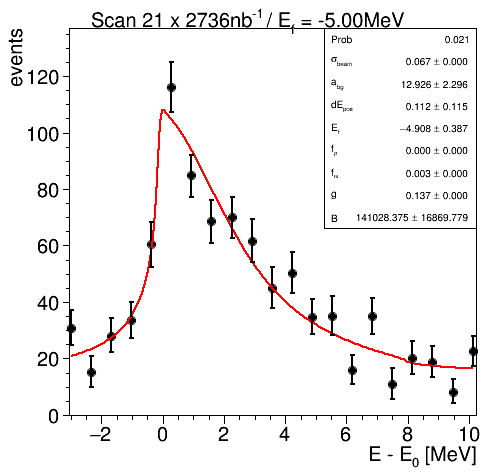 Scan 21 x 2736nb⁻¹ / E_f = -5.00MeV
events
Prob 0.021
σ_beam 0.067 ± 0.000
a_bg 12.926 ± 2.296
dE_poa 0.112 ± 0.115
E_f −4.908 ± 0.387
f_p 0.000 ± 0.000
0.003 ± 0.000
g 0.137 ± 0.000
B 141028.375 ± 16869.779
120
100
80
60
40
20
0
−2 0 2 4 6 8 10
E - E₀ [MeV]